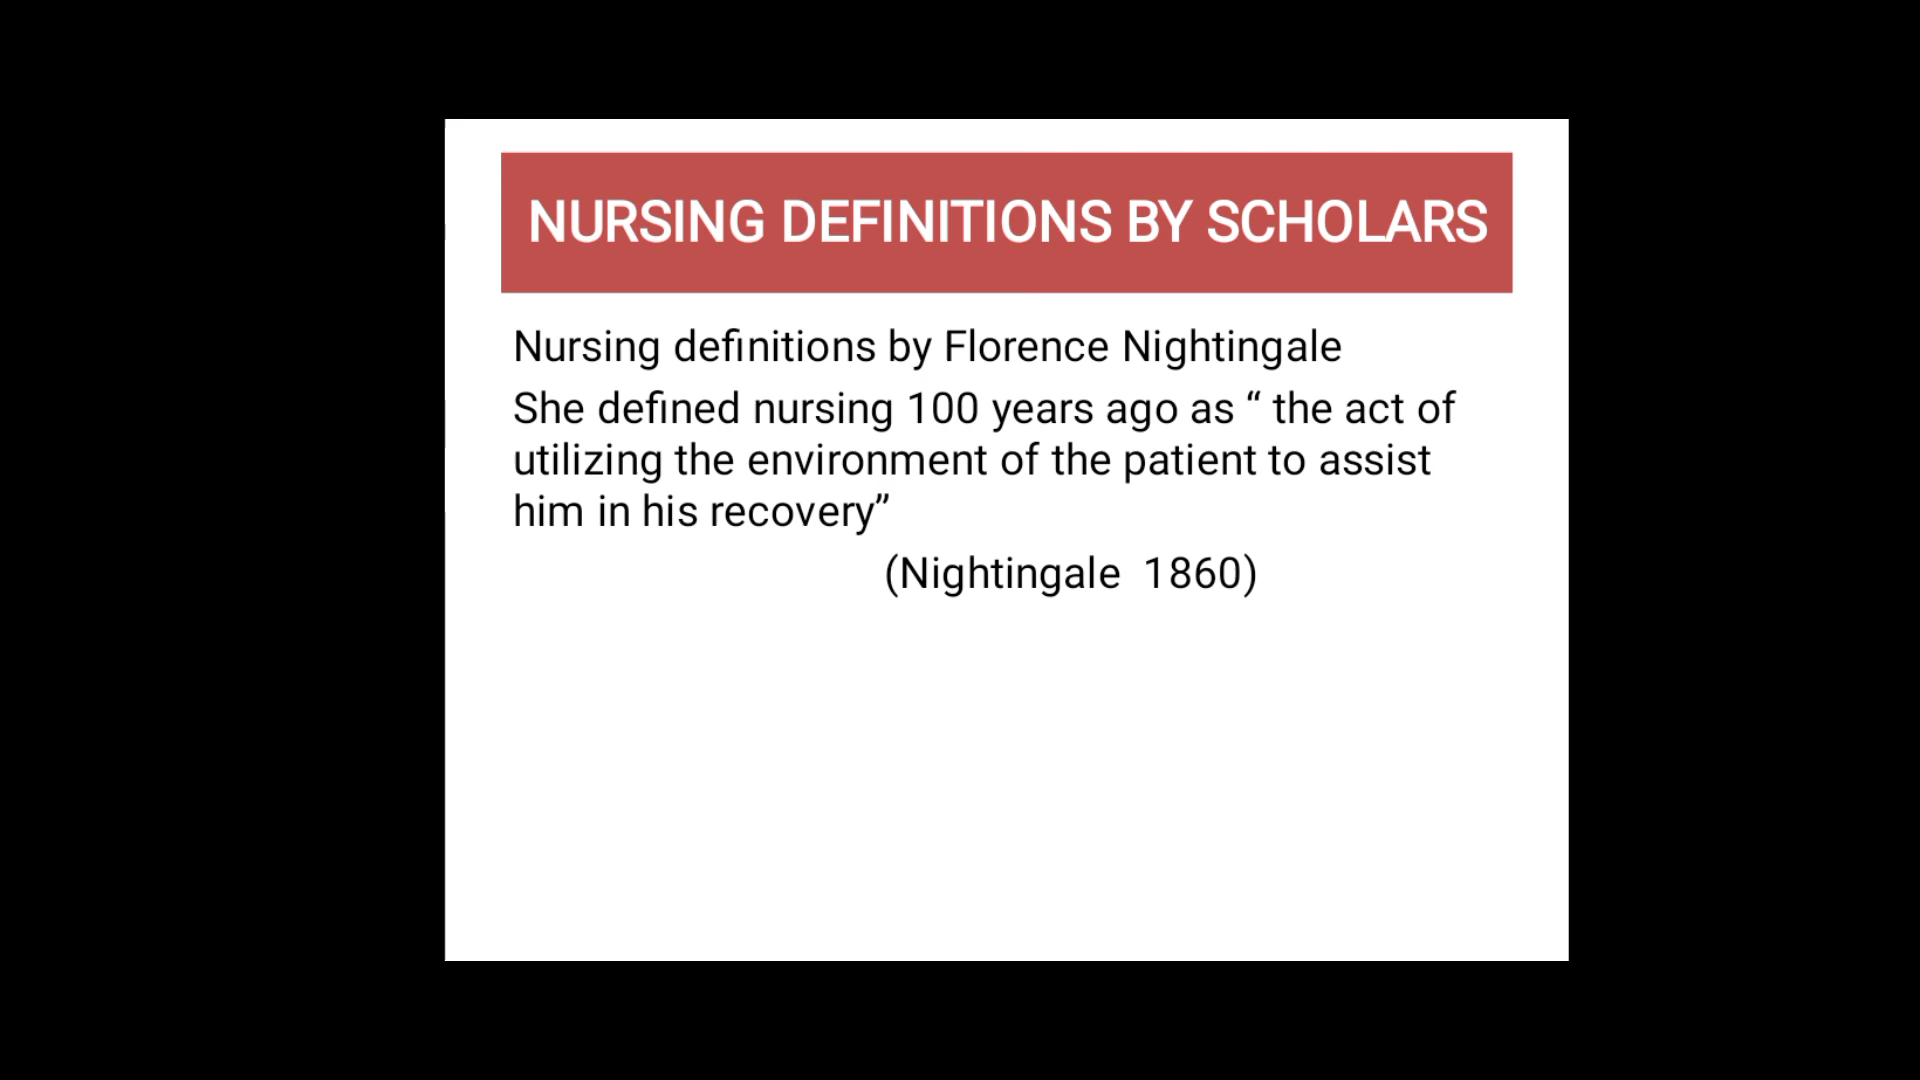 NURSING DEFINITIONS BY SCHOLARS
Nursing definitions by Florence Nightingale
She defined nursing 100 years ago as “ the act of
utilizing the environment of the patient to assist
him in his recovery”
(Nightingale  1860)